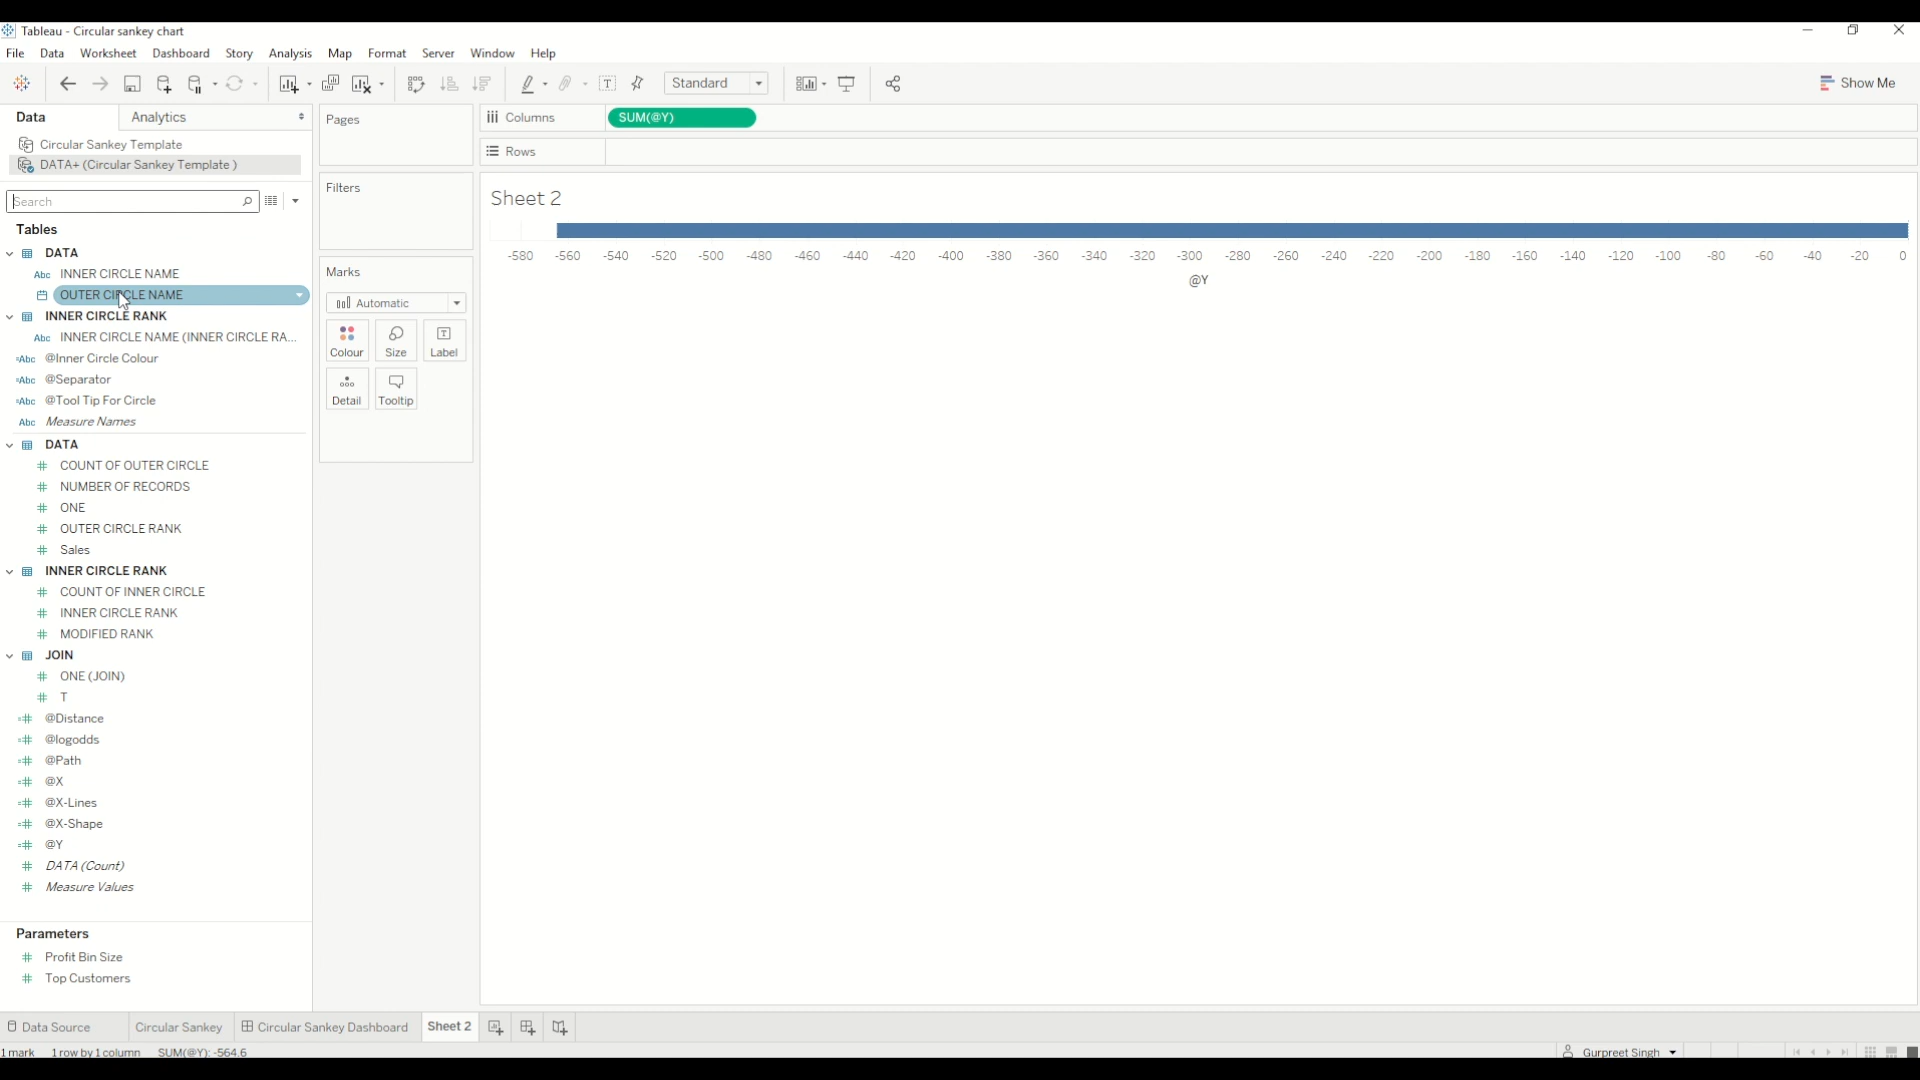 Tableau - Circular sankey chart
File Data Worksheet Dashboard Story Analysis Map Format Server Window Help
Standard
Show Me
Data
Analytics
Circular Sankey Template
DATA+ (Circular Sankey Template )
Search
Tables
DATA
Abc INNER CIRCLE NAME
OUTER CIRCLE NAME
INNER CIRCLE RANK
Abc INNER CIRCLE NAME (INNER CIRCLE RA...
=Abc @Inner Circle Colour
=Abc @Separator
=Abc @Tool Tip For Circle
Abc Measure Names
DATA
# COUNT OF OUTER CIRCLE
# NUMBER OF RECORDS
# ONE
# OUTER CIRCLE RANK
# Sales
INNER CIRCLE RANK
# COUNT OF INNER CIRCLE
# INNER CIRCLE RANK
# MODIFIED RANK
JOIN
# ONE (JOIN)
# T
=# @Distance
=# @logodds
=# @Path
=# @X
=# @X-Lines
=# @X-Shape
=# @Y
# DATA (Count)
# Measure Values
Parameters
# Profit Bin Size
# Top Customers
Pages
Filters
Marks
Automatic
Colour Size Label
Detail Tooltip
Columns SUM(@Y)
Rows
Sheet 2
-580 -560 -540 -520 -500 -480 -460 -440 -420 -400 -380 -360 -340 -320 -300 -280 -260 -240 -220 -200 -180 -160 -140 -120 -100 -80 -60 -40 -20 0
@Y
Data Source Circular Sankey Circular Sankey Dashboard Sheet 2
1 mark 1 row by 1 column SUM(@Y): -564.6
Gurpreet Singh